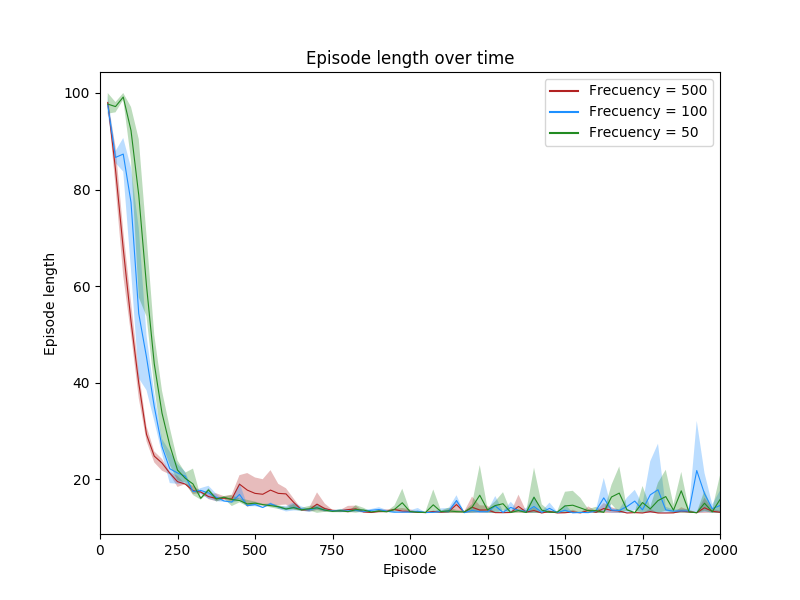 Episode length over time
Frecuency = 500
Frecuency = 100
Frecuency = 50
100
80
60
40
20
Episode length
0
250
500
750
1000
1250
1500
1750
2000
Episode